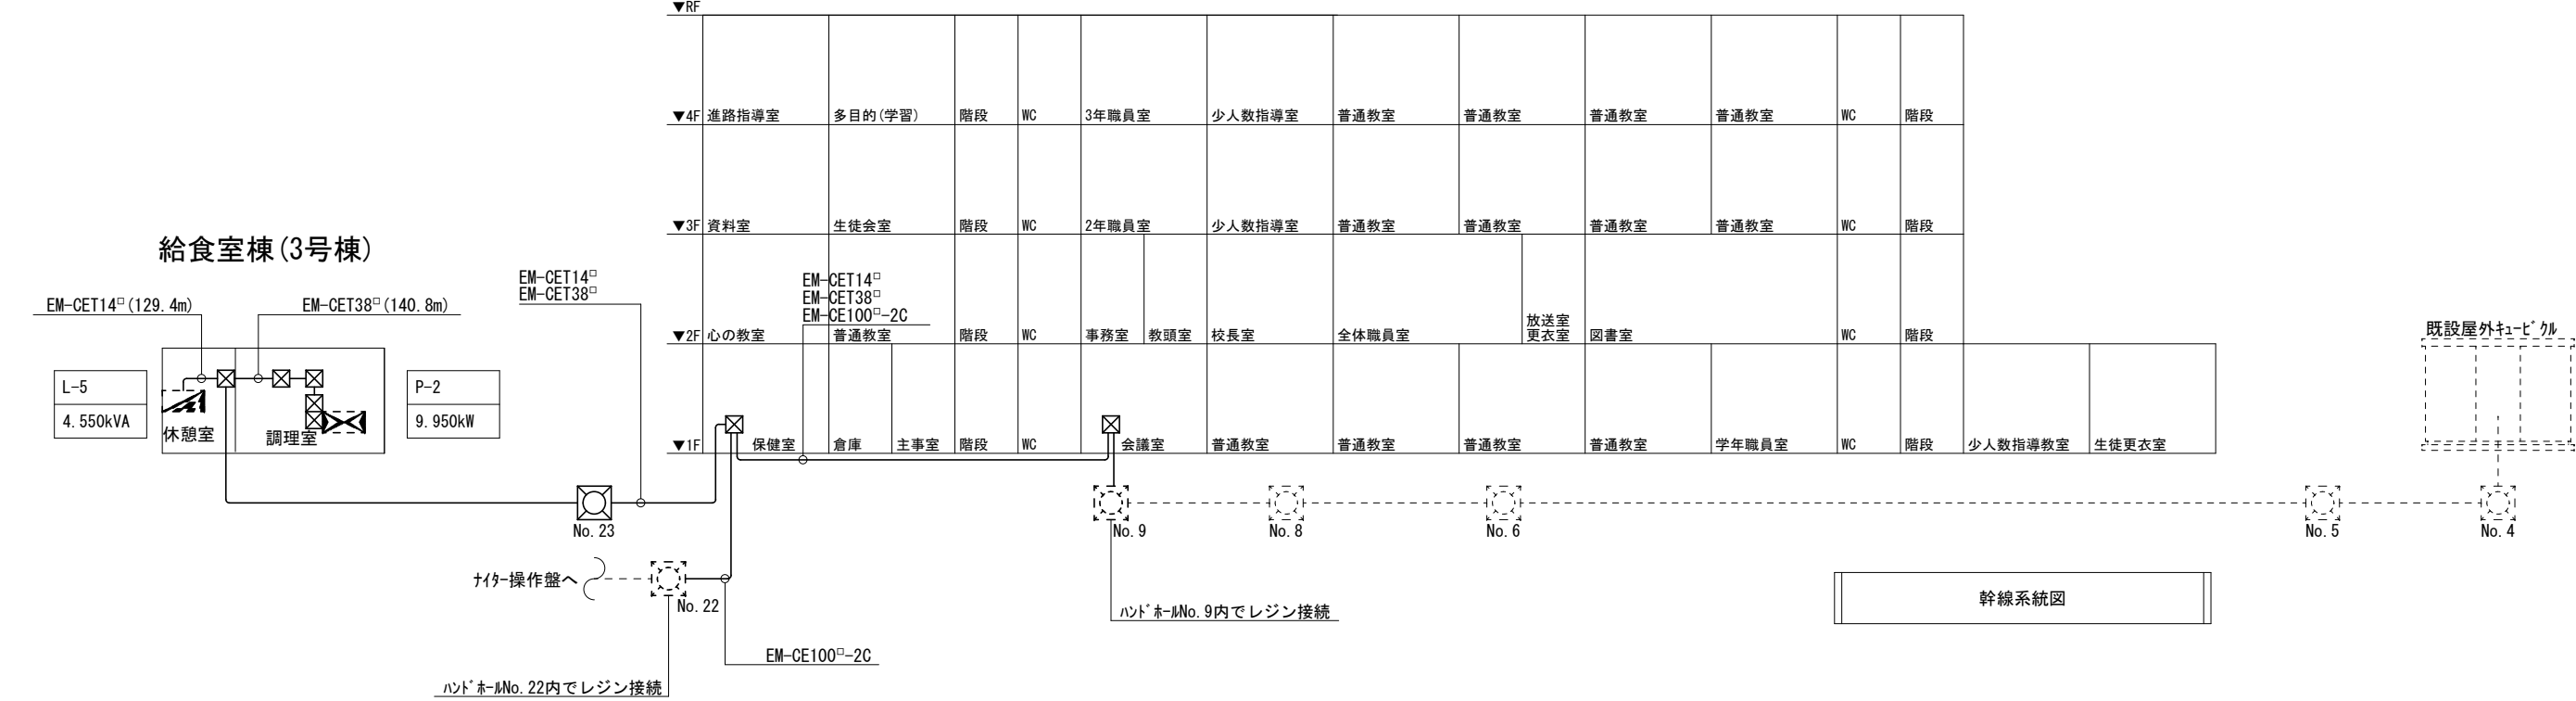 ▼RF
▼4F 進路指導室 多目的(学習) 階段 WC 3年職員室 少人数指導室 普通教室 普通教室 普通教室 普通教室 WC 階段
▼3F 資料室 生徒会室 階段 WC 2年職員室 少人数指導室 普通教室 普通教室 普通教室 普通教室 WC 階段
給食室棟(3号棟)
EM-CET14□(129.4m)
EM-CET38□(140.8m)
EM-CET14□
EM-CET38□
EM-CET14□
EM-CET38□
EM-CE100□-2C
放送室
▼2F 心の教室 普通教室 階段 WC 事務室 教頭室 校長室 全体職員室 更衣室 図書室 WC 階段
既設屋外ｷｭｰﾋﾞｸﾙ
L-5
4.550kVA
P-2
9.950kW
休憩室
調理室
▼1F 保健室 倉庫 主事室 階段 WC 会議室 普通教室 普通教室 普通教室 普通教室 学年職員室 WC 階段 少人数指導教室 生徒更衣室
No.23
No.9
No.8
No.6
No.5
No.4
ﾅｲﾀｰ操作盤へ
No.22
ﾊﾝﾄﾞﾎｰﾙNo.9内でレジン接続
幹線系統図
EM-CE100□-2C
ﾊﾝﾄﾞﾎｰﾙNo.22内でレジン接続